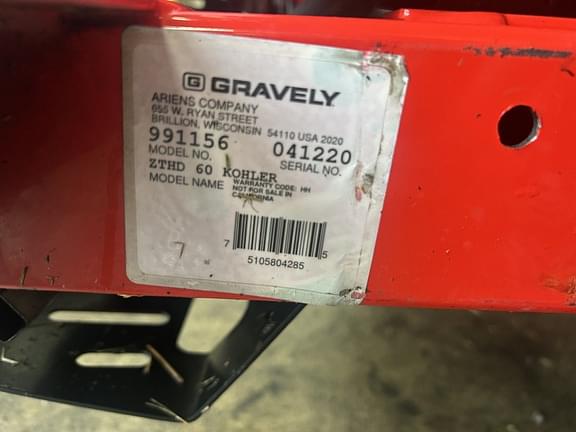 G GRAVELY
ARIENS COMPANY
655 W. RYAN STREET
BRILLION, WISCONSIN 54110 USA 2020
991156 041220
MODEL NO. SERIAL NO.
ZTHD 60 KOHLER
MODEL NAME WARRANTY CODE: HH
NOT FOR SALE IN
CALIFORNIA
7 5105804285 5